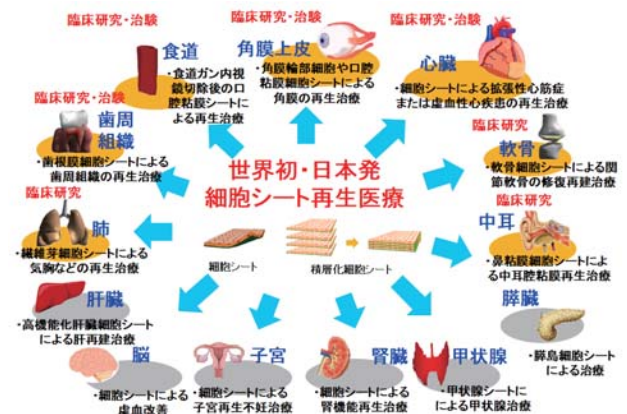 臨床研究・治験
食道
・食道ガン内視
鏡切除後の口
腔粘膜シートに
よる再生治療
臨床研究・治験
角膜上皮
・角膜輪部細胞や口腔
粘膜細胞シートによる
角膜の再生治療
臨床研究・治験
心臓
・細胞シートによる拡張性心筋症
または虚血性心疾患の再生治療
臨床研究・治験
歯周
組織
・歯根膜細胞シートによる
歯周組織の再生治療
臨床研究
軟骨
・軟骨細胞シートによる関
節軟骨の修復再建治療
世界初・日本発
細胞シート再生医療
細胞シート
積層化細胞シート
臨床研究
肺
・繊維芽細胞シートによる
気胸などの再生治療
臨床研究
中耳
・鼻粘膜細胞シートによ
る中耳腔粘膜再生治療
肝臓
・高機能化肝臓細胞シート
による肝再建治療
膵臓
・膵島細胞シート
による治療
脳
・細胞シートによる
虚血改善
子宮
・細胞シートによる
子宮再生不妊治療
腎臓
・細胞シートによる
腎機能再生治療
甲状腺
・甲状腺シートに
による甲状腺治療